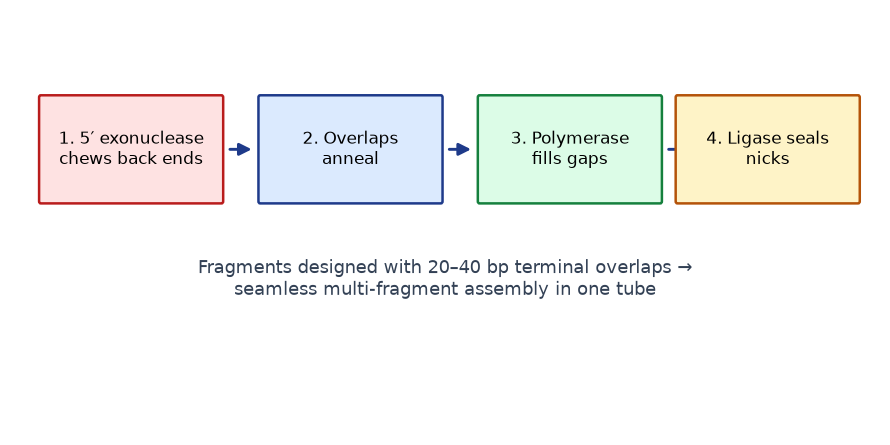 1. 5′ exonuclease
chews back ends
2. Overlaps
anneal
3. Polymerase
fills gaps
4. Ligase seals
nicks
Fragments designed with 20–40 bp terminal overlaps →
seamless multi-fragment assembly in one tube